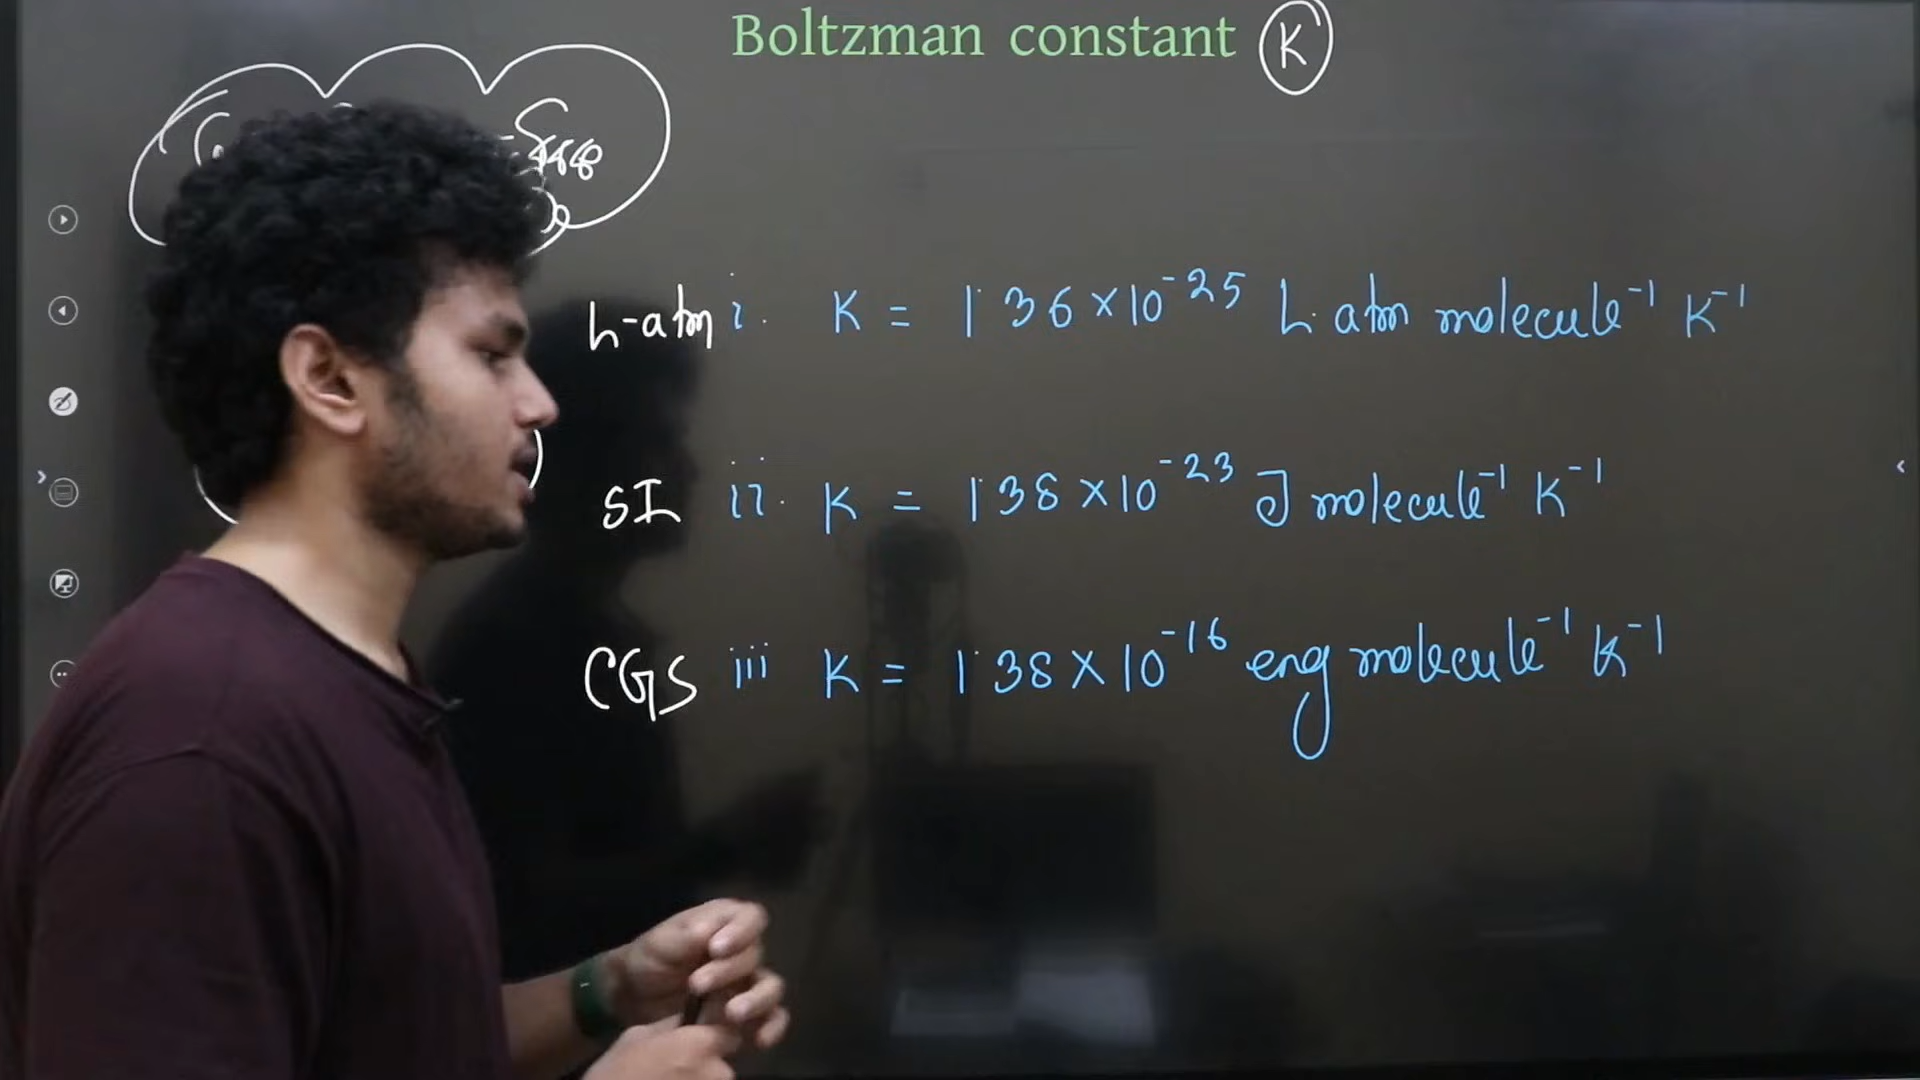 Boltzman constant K
L-atm i. K = 1.36 × 10⁻²⁵ L. atm molecule⁻¹ K⁻¹
SI ii. K = 1.38 × 10⁻²³ J molecule⁻¹ K⁻¹
CGS iii K = 1.38 × 10⁻¹⁶ erg molecule⁻¹ K⁻¹